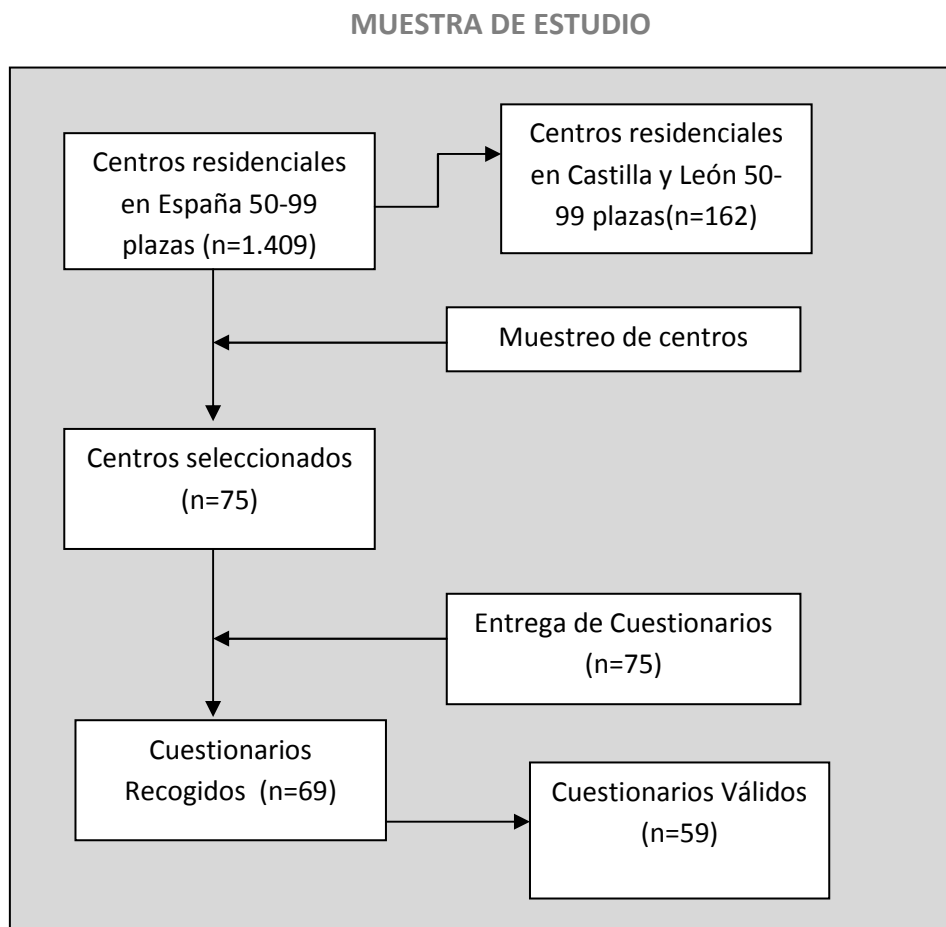 MUESTRA DE ESTUDIO
Centros residenciales
en España 50-99
plazas (n=1.409)
Centros residenciales
en Castilla y León 50-
99 plazas(n=162)
Muestreo de centros
Centros seleccionados
(n=75)
Entrega de Cuestionarios
(n=75)
Cuestionarios
Recogidos (n=69)
Cuestionarios Válidos
(n=59)